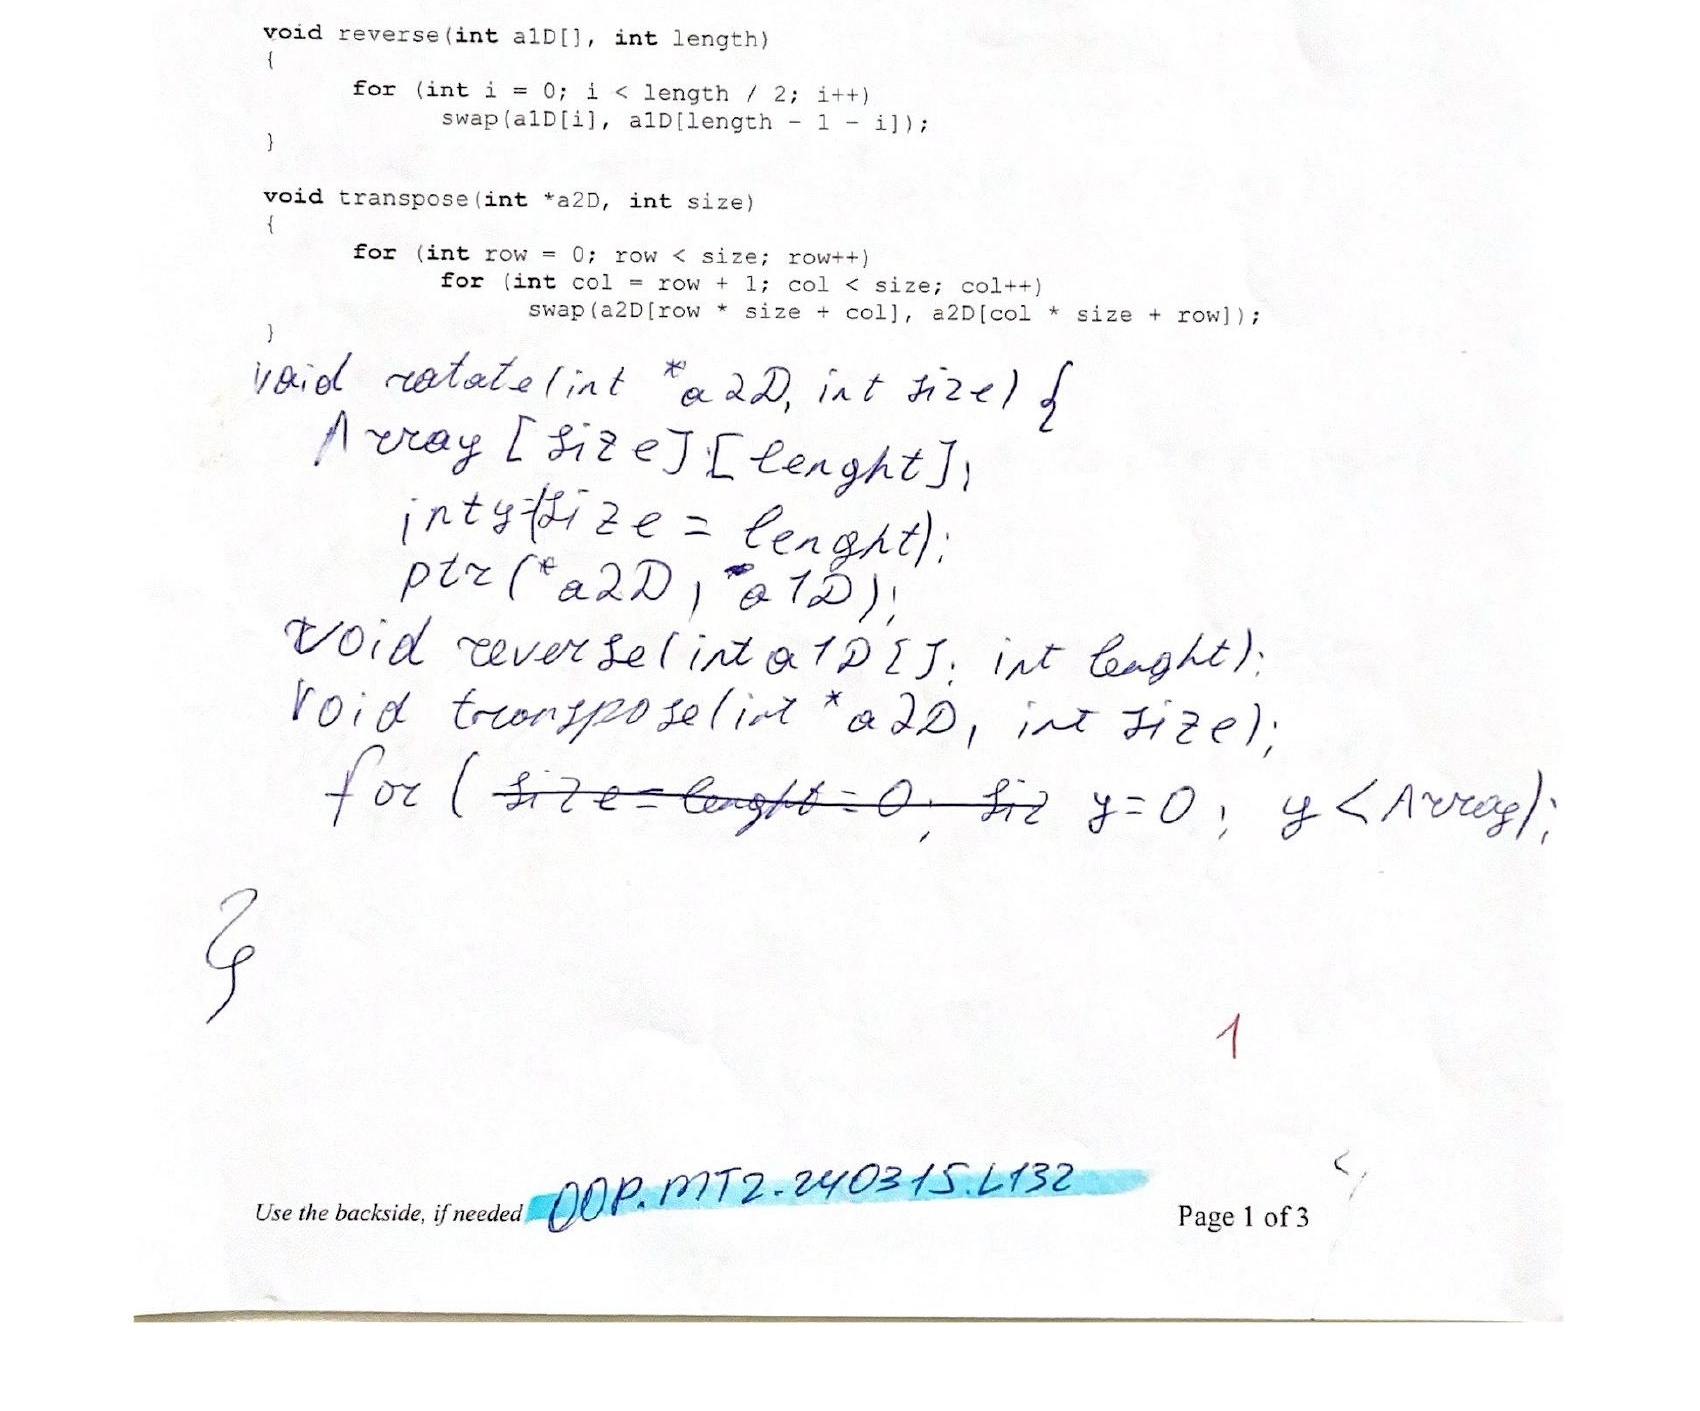 void reverse(int a1D[], int length)
{
for (int i = 0; i < length / 2; i++)
swap(a1D[i], a1D[length - 1 - i]);
}
void transpose(int *a2D, int size)
{
for (int row = 0; row < size; row++)
for (int col = row + 1; col < size; col++)
swap(a2D[row * size + col], a2D[col * size + row]);
}
void rotate(int *a2D, int size) {
Array [size][lenght];
int y(size = lenght);
ptr(*a2D, *a1D);
void reverse(int a1D[]; int lenght);
void transpose(int *a2D, int size);
for ( size = lenght = 0; siz y=0; y < Array);
}
1
Use the backside, if needed OOP.MT2.240315.L132 Page 1 of 3